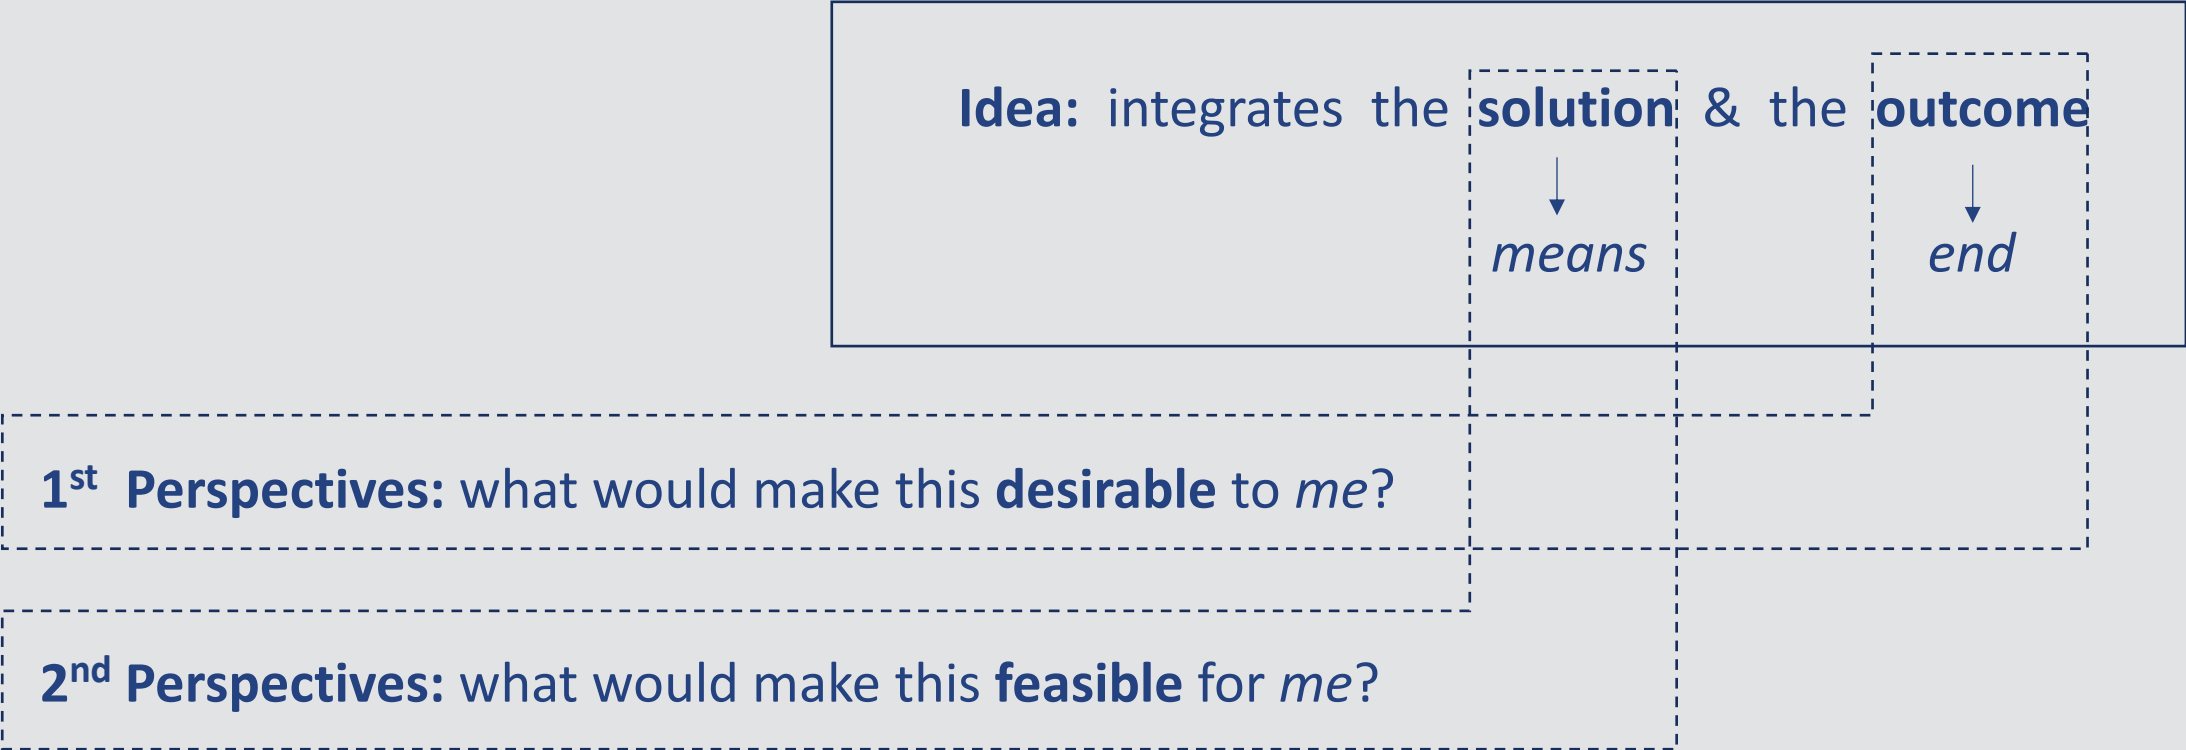 Idea: integrates the solution & the outcome
means end
1st Perspectives: what would make this desirable to me?
2nd Perspectives: what would make this feasible for me?